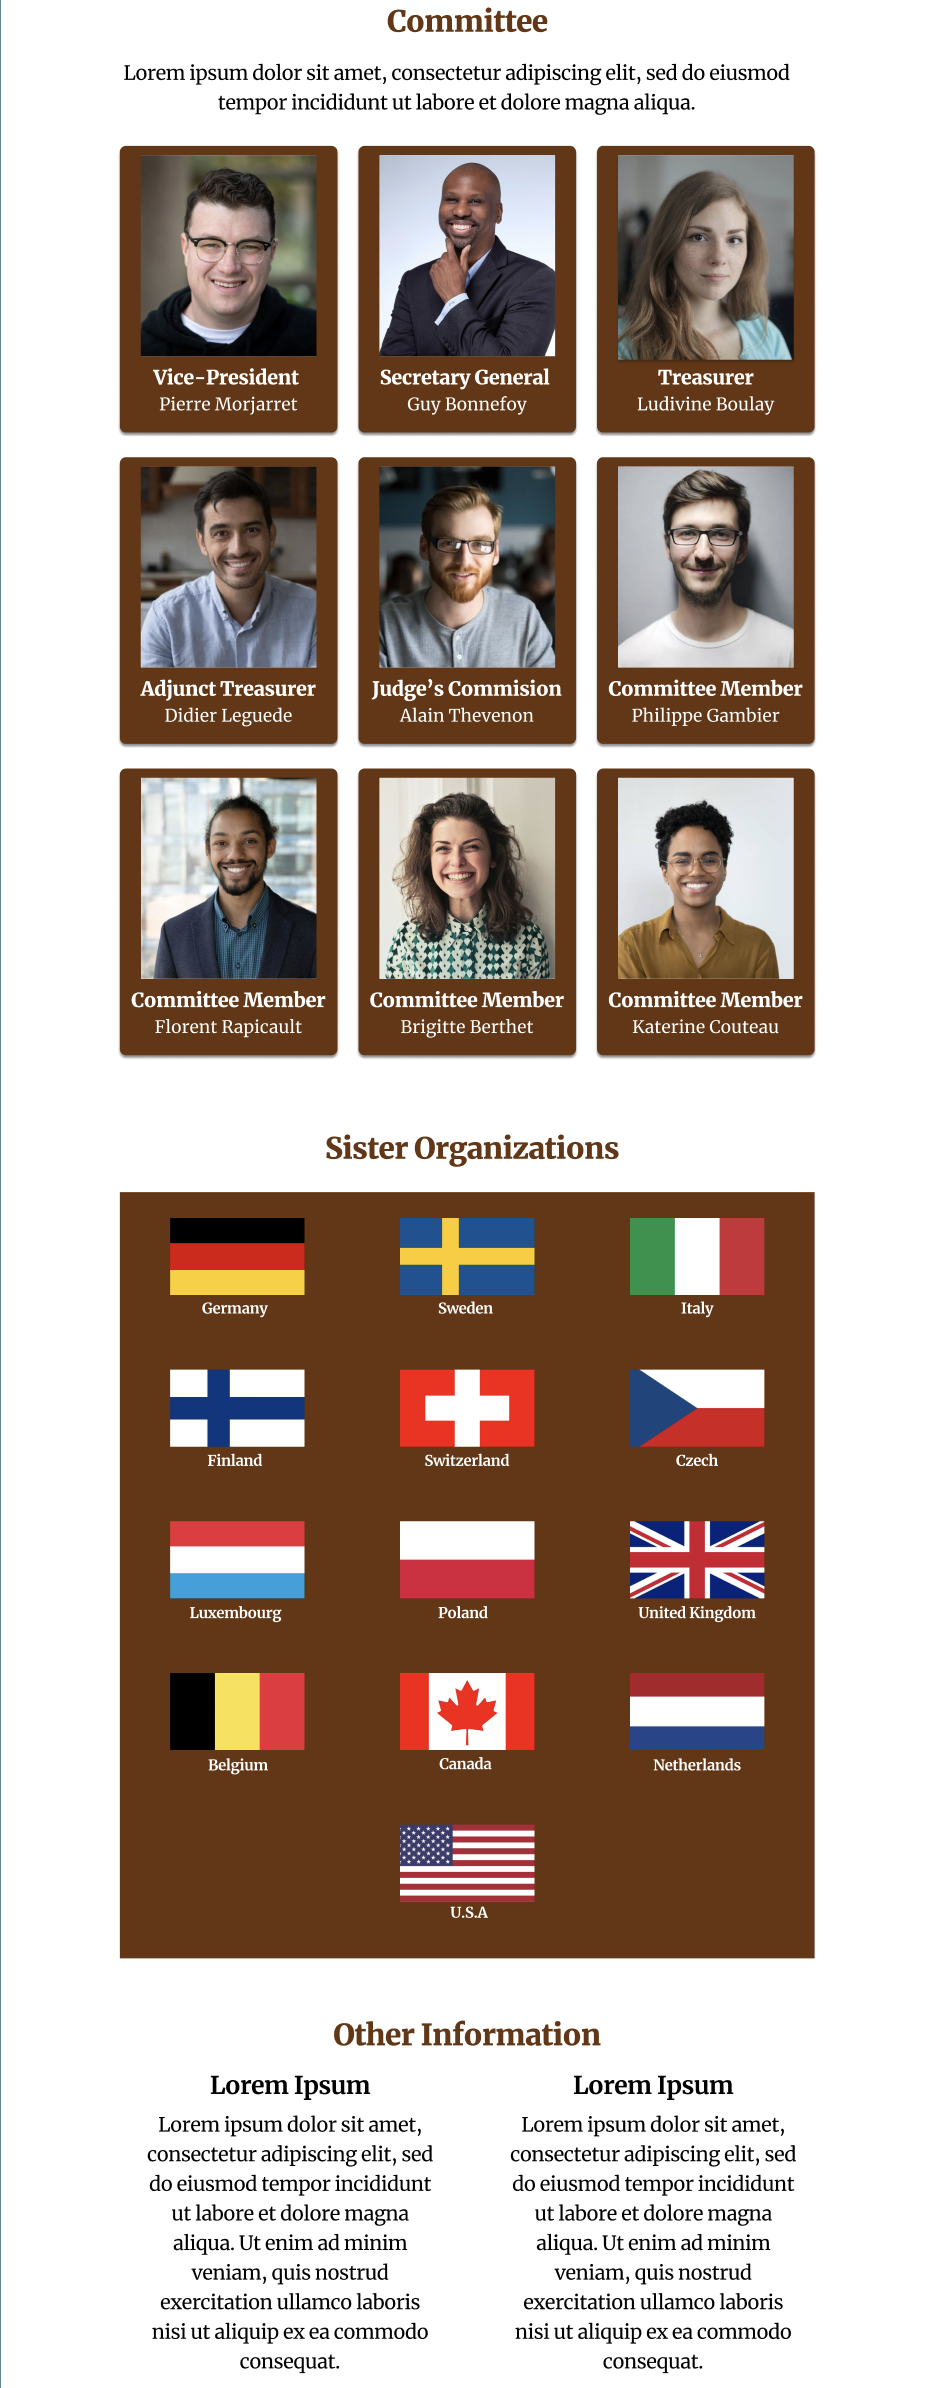 Committee
Lorem ipsum dolor sit amet, consectetur adipiscing elit, sed do eiusmod
tempor incididunt ut labore et dolore magna aliqua.
Vice-President
Pierre Morjarret
Secretary General
Guy Bonnefoy
Treasurer
Ludivine Boulay
Adjunct Treasurer
Didier Leguede
Judge's Commision
Alain Thevenon
Committee Member
Philippe Gambier
Committee Member
Florent Rapicault
Committee Member
Brigitte Berthet
Committee Member
Katerine Couteau
Sister Organizations
Germany
Sweden
Italy
Finland
Switzerland
Czech
Luxembourg
Poland
United Kingdom
Belgium
Canada
Netherlands
U.S.A
Other Information
Lorem Ipsum
Lorem ipsum dolor sit amet,
consectetur adipiscing elit, sed
do eiusmod tempor incididunt
ut labore et dolore magna
aliqua. Ut enim ad minim
veniam, quis nostrud
exercitation ullamco laboris
nisi ut aliquip ex ea commodo
consequat.
Lorem Ipsum
Lorem ipsum dolor sit amet,
consectetur adipiscing elit, sed
do eiusmod tempor incididunt
ut labore et dolore magna
aliqua. Ut enim ad minim
veniam, quis nostrud
exercitation ullamco laboris
nisi ut aliquip ex ea commodo
consequat.